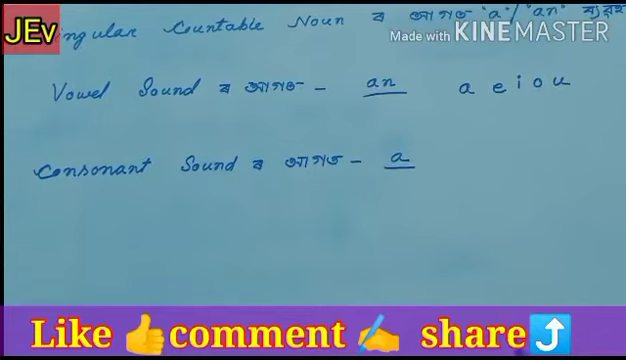 JEv
ingular Countable Noun ৰ আগত 'a' / 'an'
Made with KINEMASTER
Vowel Sound ৰ আগত - an a e i o u
Consonant Sound ৰ আগত - a
Like 👍 comment ✍️ share ⤴️